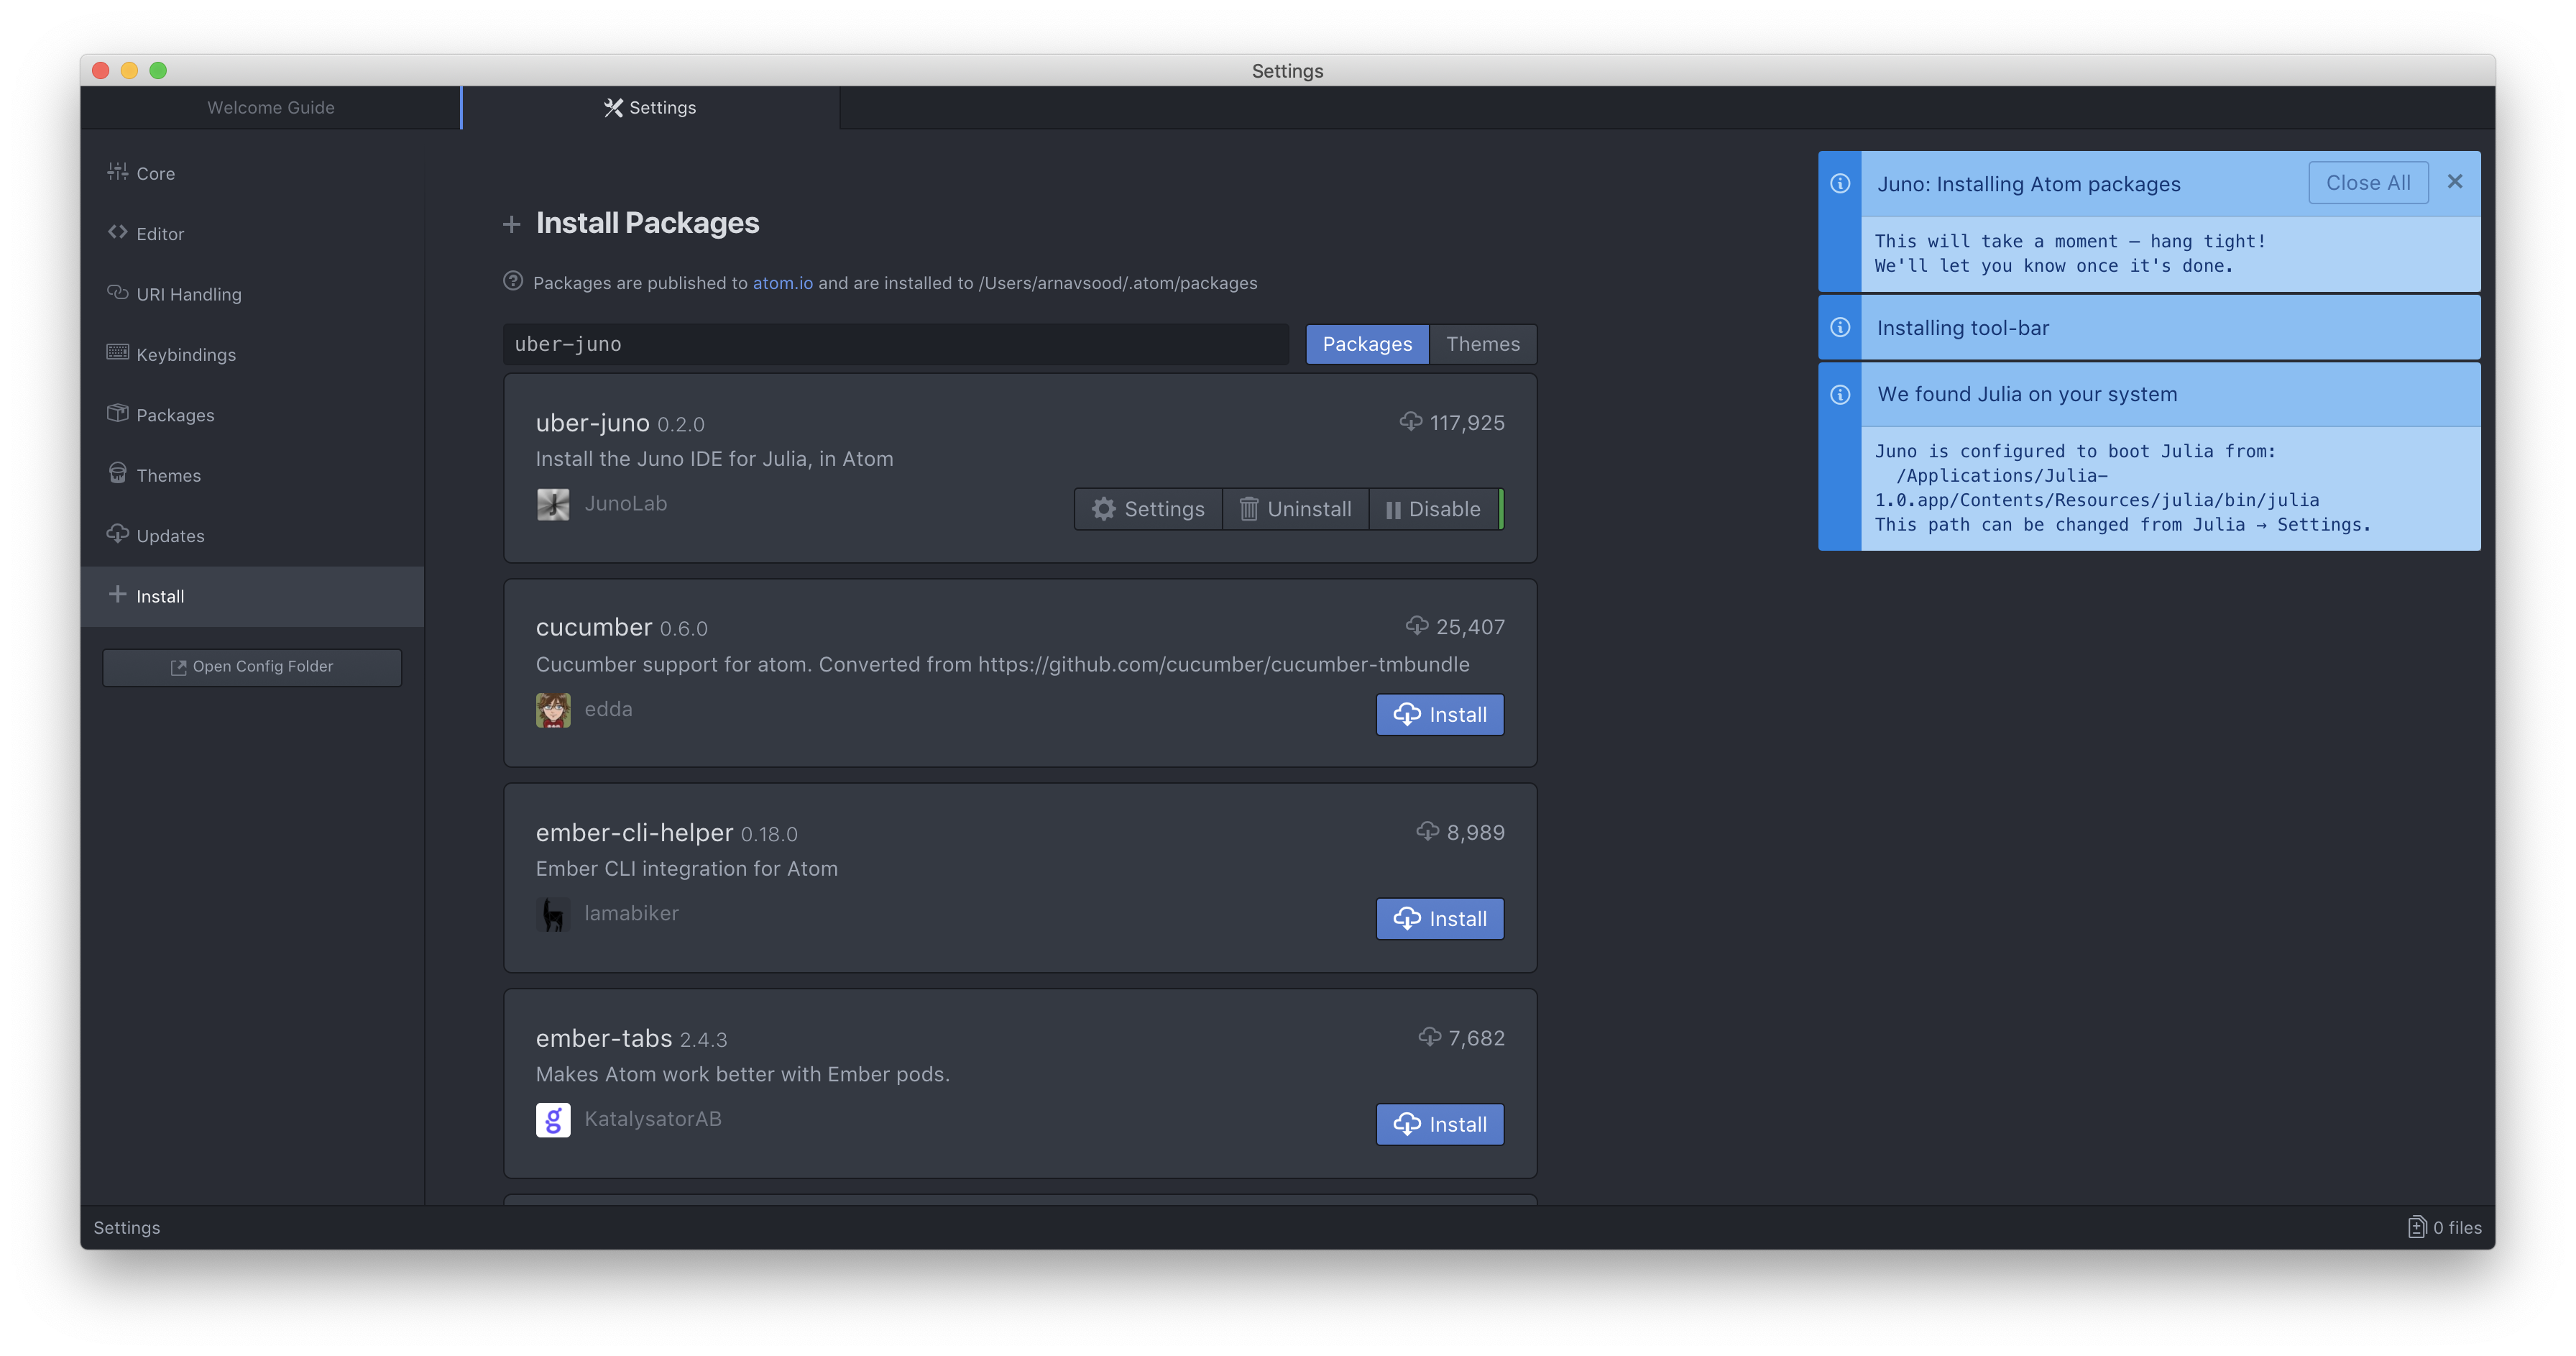 Settings
Welcome Guide
Settings
Core
Editor
URI Handling
Keybindings
Packages
Themes
Updates
Install
Open Config Folder
Install Packages
Packages are published to atom.io and are installed to /Users/arnavsood/.atom/packages
uber-juno
Packages
Themes
uber-juno 0.2.0
117,925
Install the Juno IDE for Julia, in Atom
JunoLab
Settings
Uninstall
Disable
cucumber 0.6.0
25,407
Cucumber support for atom. Converted from https://github.com/cucumber/cucumber-tmbundle
edda
Install
ember-cli-helper 0.18.0
8,989
Ember CLI integration for Atom
lamabiker
Install
ember-tabs 2.4.3
7,682
Makes Atom work better with Ember pods.
KatalysatorAB
Install
Juno: Installing Atom packages
Close All
This will take a moment — hang tight!
We'll let you know once it's done.
Installing tool-bar
We found Julia on your system
Juno is configured to boot Julia from:
/Applications/Julia-
1.0.app/Contents/Resources/julia/bin/julia
This path can be changed from Julia → Settings.
Settings
0 files